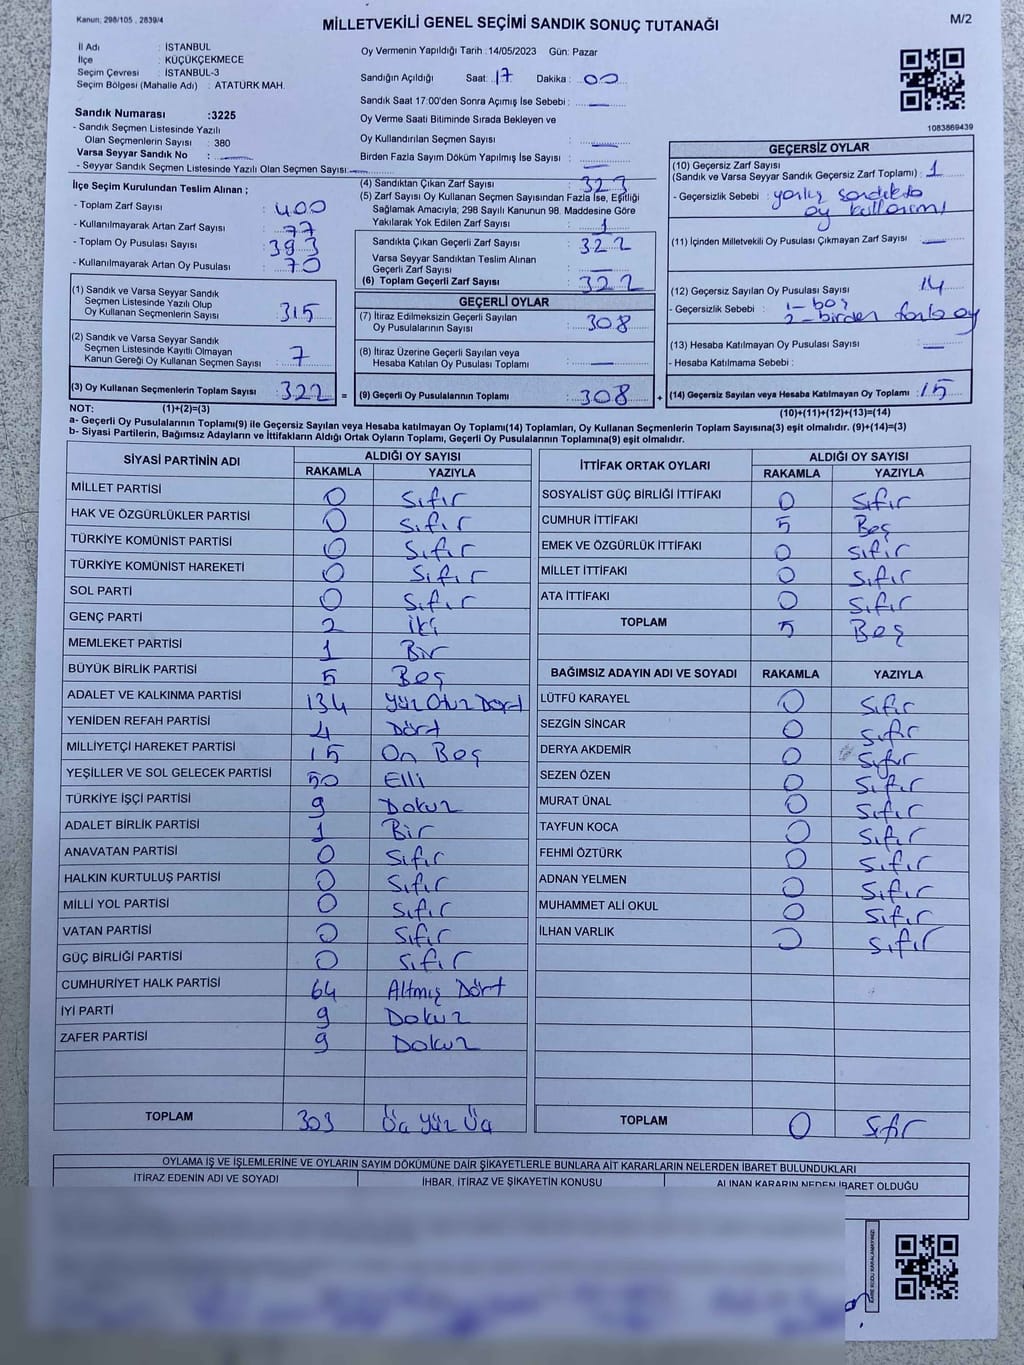 Kanun; 298/105 , 2839/4
MİLLETVEKİLİ GENEL SEÇİMİ SANDIK SONUÇ TUTANAĞI
M/2
İl Adı : İSTANBUL
İlçe : KÜÇÜKÇEKMECE
Seçim Çevresi : İSTANBUL-3
Seçim Bölgesi (Mahalle Adı) : ATATÜRK MAH.
Sandık Numarası :3225
- Sandık Seçmen Listesinde Yazılı
Olan Seçmenlerin Sayısı : 380
Varsa Seyyar Sandık No :
- Seyyar Sandık Seçmen Listesinde Yazılı Olan Seçmen Sayısı:
Oy Vermenin Yapıldığı Tarih :14/05/2023 Gün: Pazar
Sandığın Açıldığı Saat: 17 Dakika : 00
Sandık Saat 17:00'den Sonra Açımış İse Sebebi :
Oy Verme Saati Bitiminde Sırada Bekleyen ve
Oy Kullandırılan Seçmen Sayısı :
Birden Fazla Sayım Döküm Yapılmış İse Sayısı :
1083869439
İlçe Seçim Kurulundan Teslim Alınan ;
- Toplam Zarf Sayısı : 400
- Kullanılmayarak Artan Zarf Sayısı : 77
- Toplam Oy Pusulası Sayısı : 393
- Kullanılmayarak Artan Oy Pusulası : 70
(1) Sandık ve Varsa Seyyar Sandık
Seçmen Listesinde Yazılı Olup
Oy Kullanan Seçmenlerin Sayısı : 315
(2) Sandık ve Varsa Seyyar Sandık
Seçmen Listesinde Kayıtlı Olmayan
Kanun Gereği Oy Kullanan Seçmen Sayısı : 7
(3) Oy Kullanan Seçmenlerin Toplam Sayısı : 322 =
(4) Sandıktan Çıkan Zarf Sayısı : 323
(5) Zarf Sayısı Oy Kullanan Seçmen Sayısından Fazla İse, Eşitliği
Sağlamak Amacıyla; 298 Sayılı Kanunun 98. Maddesine Göre
Yakılarak Yok Edilen Zarf Sayısı : 1
Sandıkta Çıkan Geçerli Zarf Sayısı : 322
Varsa Seyyar Sandıktan Teslim Alınan
Geçerli Zarf Sayısı :
(6) Toplam Geçerli Zarf Sayısı : 322
GEÇERLİ OYLAR
(7) İtiraz Edilmeksizin Geçerli Sayılan
Oy Pusulalarının Sayısı : 308
(8) İtiraz Üzerine Geçerli Sayılan veya
Hesaba Katılan Oy Pusulası Toplamı :
(9) Geçerli Oy Pusulalarının Toplamı : 308 +
GEÇERSİZ OYLAR
(10) Geçersiz Zarf Sayısı
(Sandık ve Varsa Seyyar Sandık Geçersiz Zarf Toplamı) : 1
- Geçersizlik Sebebi : yanlış sandıkda
oy kullanımı
(11) İçinden Milletvekili Oy Pusulası Çıkmayan Zarf Sayısı :
(12) Geçersiz Sayılan Oy Pusulası Sayısı : 14
- Geçersizlik Sebebi : 1- boş
2- birden fazla oy
(13) Hesaba Katılmayan Oy Pusulası Sayısı :
- Hesaba Katılmama Sebebi :
(14) Geçersiz Sayılan veya Hesaba Katılmayan Oy Toplamı : 15
NOT: (1)+(2)=(3)
(10)+(11)+(12)+(13)=(14)
a- Geçerli Oy Pusulalarının Toplamı(9) ile Geçersiz Sayılan veya Hesaba katılmayan Oy Toplamı(14) Toplamları, Oy Kullanan Seçmenlerin Toplam Sayısına(3) eşit olmalıdır. (9)+(14)=(3)
b- Siyasi Partilerin, Bağımsız Adayların ve İttifakların Aldığı Ortak Oyların Toplamı, Geçerli Oy Pusulalarının Toplamına(9) eşit olmalıdır.
SİYASİ PARTİNİN ADI ALDIĞI OY SAYISI
RAKAMLA YAZIYLA
MİLLET PARTİSİ 0 Sıfır
HAK VE ÖZGÜRLÜKLER PARTİSİ 0 Sıfır
TÜRKİYE KOMÜNİST PARTİSİ 0 Sıfır
TÜRKİYE KOMÜNİST HAREKETİ 0 Sıfır
SOL PARTİ 0 Sıfır
GENÇ PARTİ 2 İki
MEMLEKET PARTİSİ 1 Bir
BÜYÜK BİRLİK PARTİSİ 5 Beş
ADALET VE KALKINMA PARTİSİ 134 Yüz Otuz Dört
YENİDEN REFAH PARTİSİ 4 Dört
MİLLİYETÇİ HAREKET PARTİSİ 15 On Beş
YEŞİLLER VE SOL GELECEK PARTİSİ 50 Elli
TÜRKİYE İŞÇİ PARTİSİ 9 Dokuz
ADALET BİRLİK PARTİSİ 1 Bir
ANAVATAN PARTİSİ 0 Sıfır
HALKIN KURTULUŞ PARTİSİ 0 Sıfır
MİLLİ YOL PARTİSİ 0 Sıfır
VATAN PARTİSİ 0 Sıfır
GÜÇ BİRLİĞİ PARTİSİ 0 Sıfır
CUMHURİYET HALK PARTİSİ 64 Altmış Dört
İYİ PARTİ 9 Dokuz
ZAFER PARTİSİ 9 Dokuz
TOPLAM 303 Üç Yüz Üç
İTTİFAK ORTAK OYLARI ALDIĞI OY SAYISI
RAKAMLA YAZIYLA
SOSYALİST GÜÇ BİRLİĞİ İTTİFAKI 0 Sıfır
CUMHUR İTTİFAKI 5 Beş
EMEK VE ÖZGÜRLÜK İTTİFAKI 0 Sıfır
MİLLET İTTİFAKI 0 Sıfır
ATA İTTİFAKI 0 Sıfır
TOPLAM 5 Beş
BAĞIMSIZ ADAYIN ADI VE SOYADI RAKAMLA YAZIYLA
LÜTFÜ KARAYEL 0 Sıfır
SEZGİN SİNCAR 0 Sıfır
DERYA AKDEMİR 0 Sıfır
SEZEN ÖZEN 0 Sıfır
MURAT ÜNAL 0 Sıfır
TAYFUN KOCA 0 Sıfır
FEHMİ ÖZTÜRK 0 Sıfır
ADNAN YELMEN 0 Sıfır
MUHAMMET ALİ OKUL 0 Sıfır
İLHAN VARLIK 0 Sıfır
TOPLAM 0 Sıfır
OYLAMA İŞ VE İŞLEMLERİNE VE OYLARIN SAYIM DÖKÜMÜNE DAİR ŞİKAYETLERLE BUNLARA AİT KARARLARIN NELERDEN İBARET BULUNDUKLARI
İTİRAZ EDENİN ADI VE SOYADI İHBAR, İTİRAZ VE ŞİKAYETİN KONUSU ALINAN KARARIN NEDEN İBARET OLDUĞU